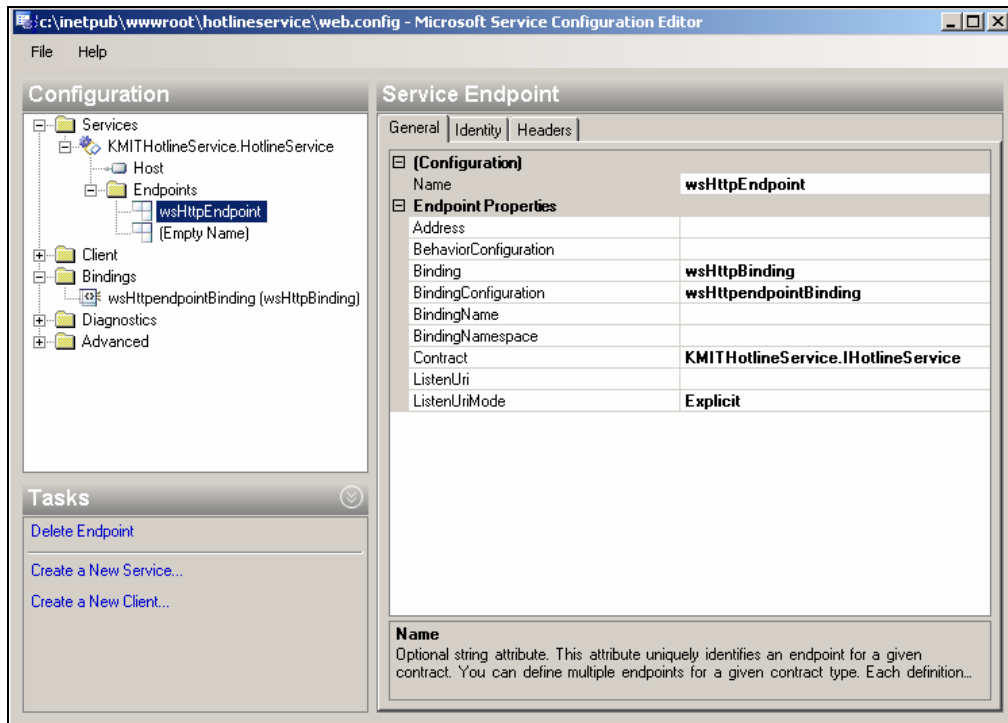 c:\inetpub\wwwroot\hotlineservice\web.config - Microsoft Service Configuration Editor
File Help
Configuration
Services
KMITHotlineService.HotlineService
Host
Endpoints
wsHttpEndpoint
(Empty Name)
Client
Bindings
wsHttpendpointBinding (wsHttpBinding)
Diagnostics
Advanced
Tasks
Delete Endpoint
Create a New Service...
Create a New Client...
Service Endpoint
General Identity Headers
(Configuration)
Name wsHttpEndpoint
Endpoint Properties
Address
BehaviorConfiguration
Binding wsHttpBinding
BindingConfiguration wsHttpendpointBinding
BindingName
BindingNamespace
Contract KMITHotlineService.IHotlineService
ListenUri
ListenUriMode Explicit
Name
Optional string attribute. This attribute uniquely identifies an endpoint for a given
contract. You can define multiple endpoints for a given contract type. Each definition...